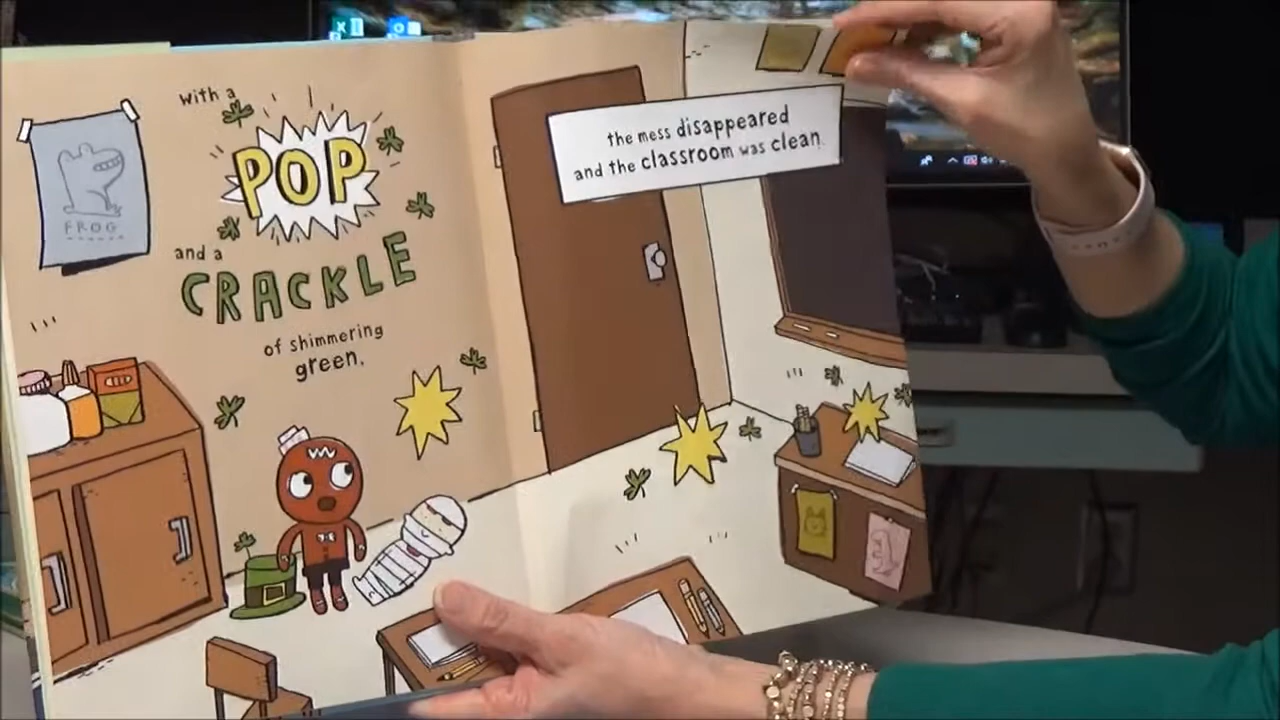 with a
POP
and a
CRACKLE
of shimmering
green.
FROG
the mess disappeared
and the classroom was clean.